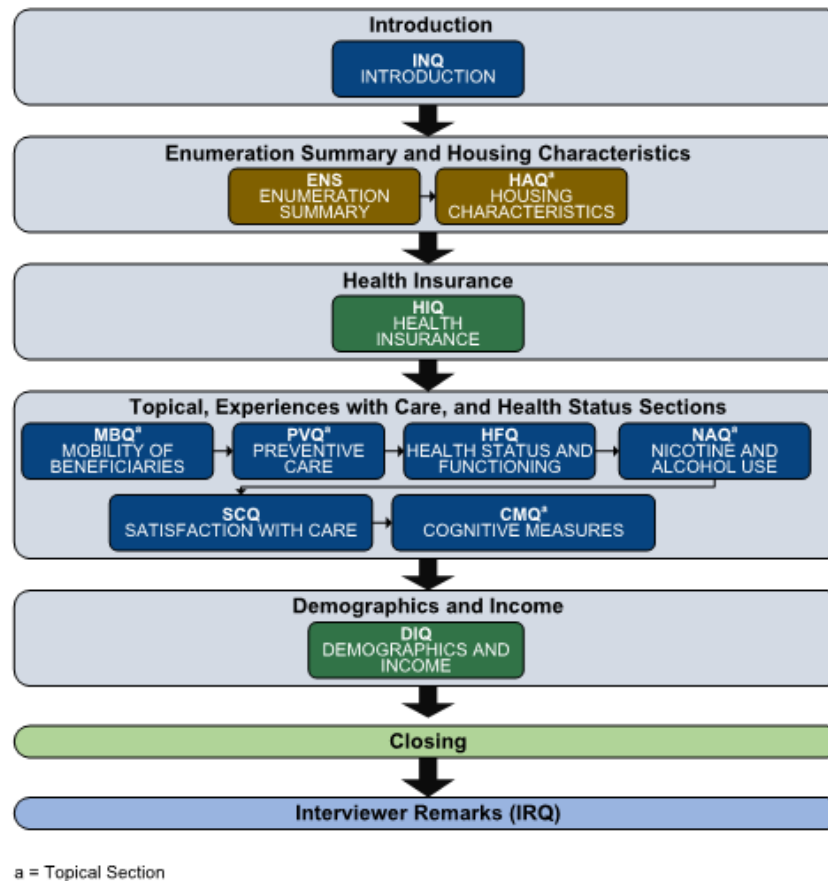 Introduction
INQ
INTRODUCTION
Enumeration Summary and Housing Characteristics
ENS
ENUMERATION
SUMMARY
HAQᵃ
HOUSING
CHARACTERISTICS
Health Insurance
HIQ
HEALTH
INSURANCE
Topical, Experiences with Care, and Health Status Sections
MBQᵃ
MOBILITY OF
BENEFICIARIES
PVQᵃ
PREVENTIVE
CARE
HFQ
HEALTH STATUS AND
FUNCTIONING
NAQᵃ
NICOTINE AND
ALCOHOL USE
SCQ
SATISFACTION WITH CARE
CMQᵃ
COGNITIVE MEASURES
Demographics and Income
DIQ
DEMOGRAPHICS AND
INCOME
Closing
Interviewer Remarks (IRQ)
a = Topical Section